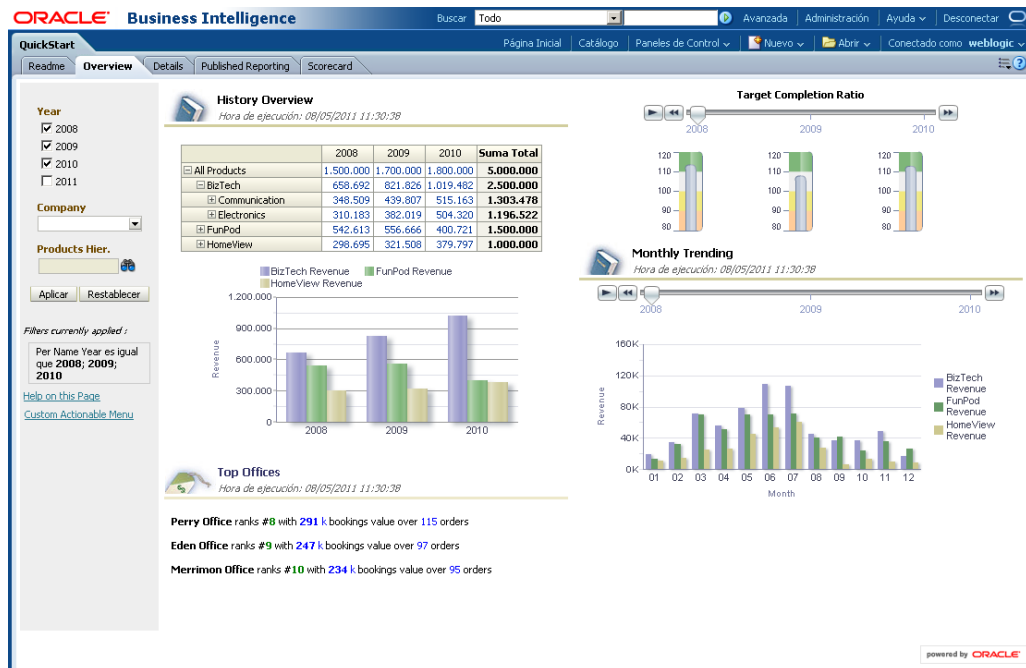 ORACLE Business Intelligence
Buscar Todo Avanzada Administración Ayuda Desconectar
QuickStart
Página Inicial Catálogo Paneles de Control Nuevo Abrir Conectado como weblogic
Readme Overview Details Published Reporting Scorecard
Year
2008
2009
2010
2011
Company
Products Hier.
Aplicar Restablecer
Filters currently applied :
Per Name Year es igual
que 2008; 2009;
2010
Help on this Page
Custom Actionable Menu
History Overview
Hora de ejecución: 08/05/2011 11:30:38
2008 2009 2010 Suma Total
All Products 1.500.000 1.700.000 1.800.000 5.000.000
BizTech 658.692 821.826 1.019.482 2.500.000
Communication 348.509 439.807 515.163 1.303.478
Electronics 310.183 382.019 504.320 1.196.522
FunPod 542.613 556.666 400.721 1.500.000
HomeView 298.695 321.508 379.797 1.000.000
BizTech Revenue FunPod Revenue
HomeView Revenue
1.200.000
900.000
600.000
300.000
0
Revenue
2008 2009 2010
Top Offices
Hora de ejecución: 08/05/2011 11:30:38
Perry Office ranks #8 with 291 k bookings value over 115 orders
Eden Office ranks #9 with 247 k bookings value over 97 orders
Merrimon Office ranks #10 with 234 k bookings value over 95 orders
Target Completion Ratio
2008 2009 2010
120 120 120
110 110 110
100 100 100
90 90 90
80 80 80
Monthly Trending
Hora de ejecución: 08/05/2011 11:30:38
2008 2009 2010
160K
120K
80K
40K
0K
Revenue
01 02 03 04 05 06 07 08 09 10 11 12
Month
BizTech
Revenue
FunPod
Revenue
HomeView
Revenue
powered by ORACLE